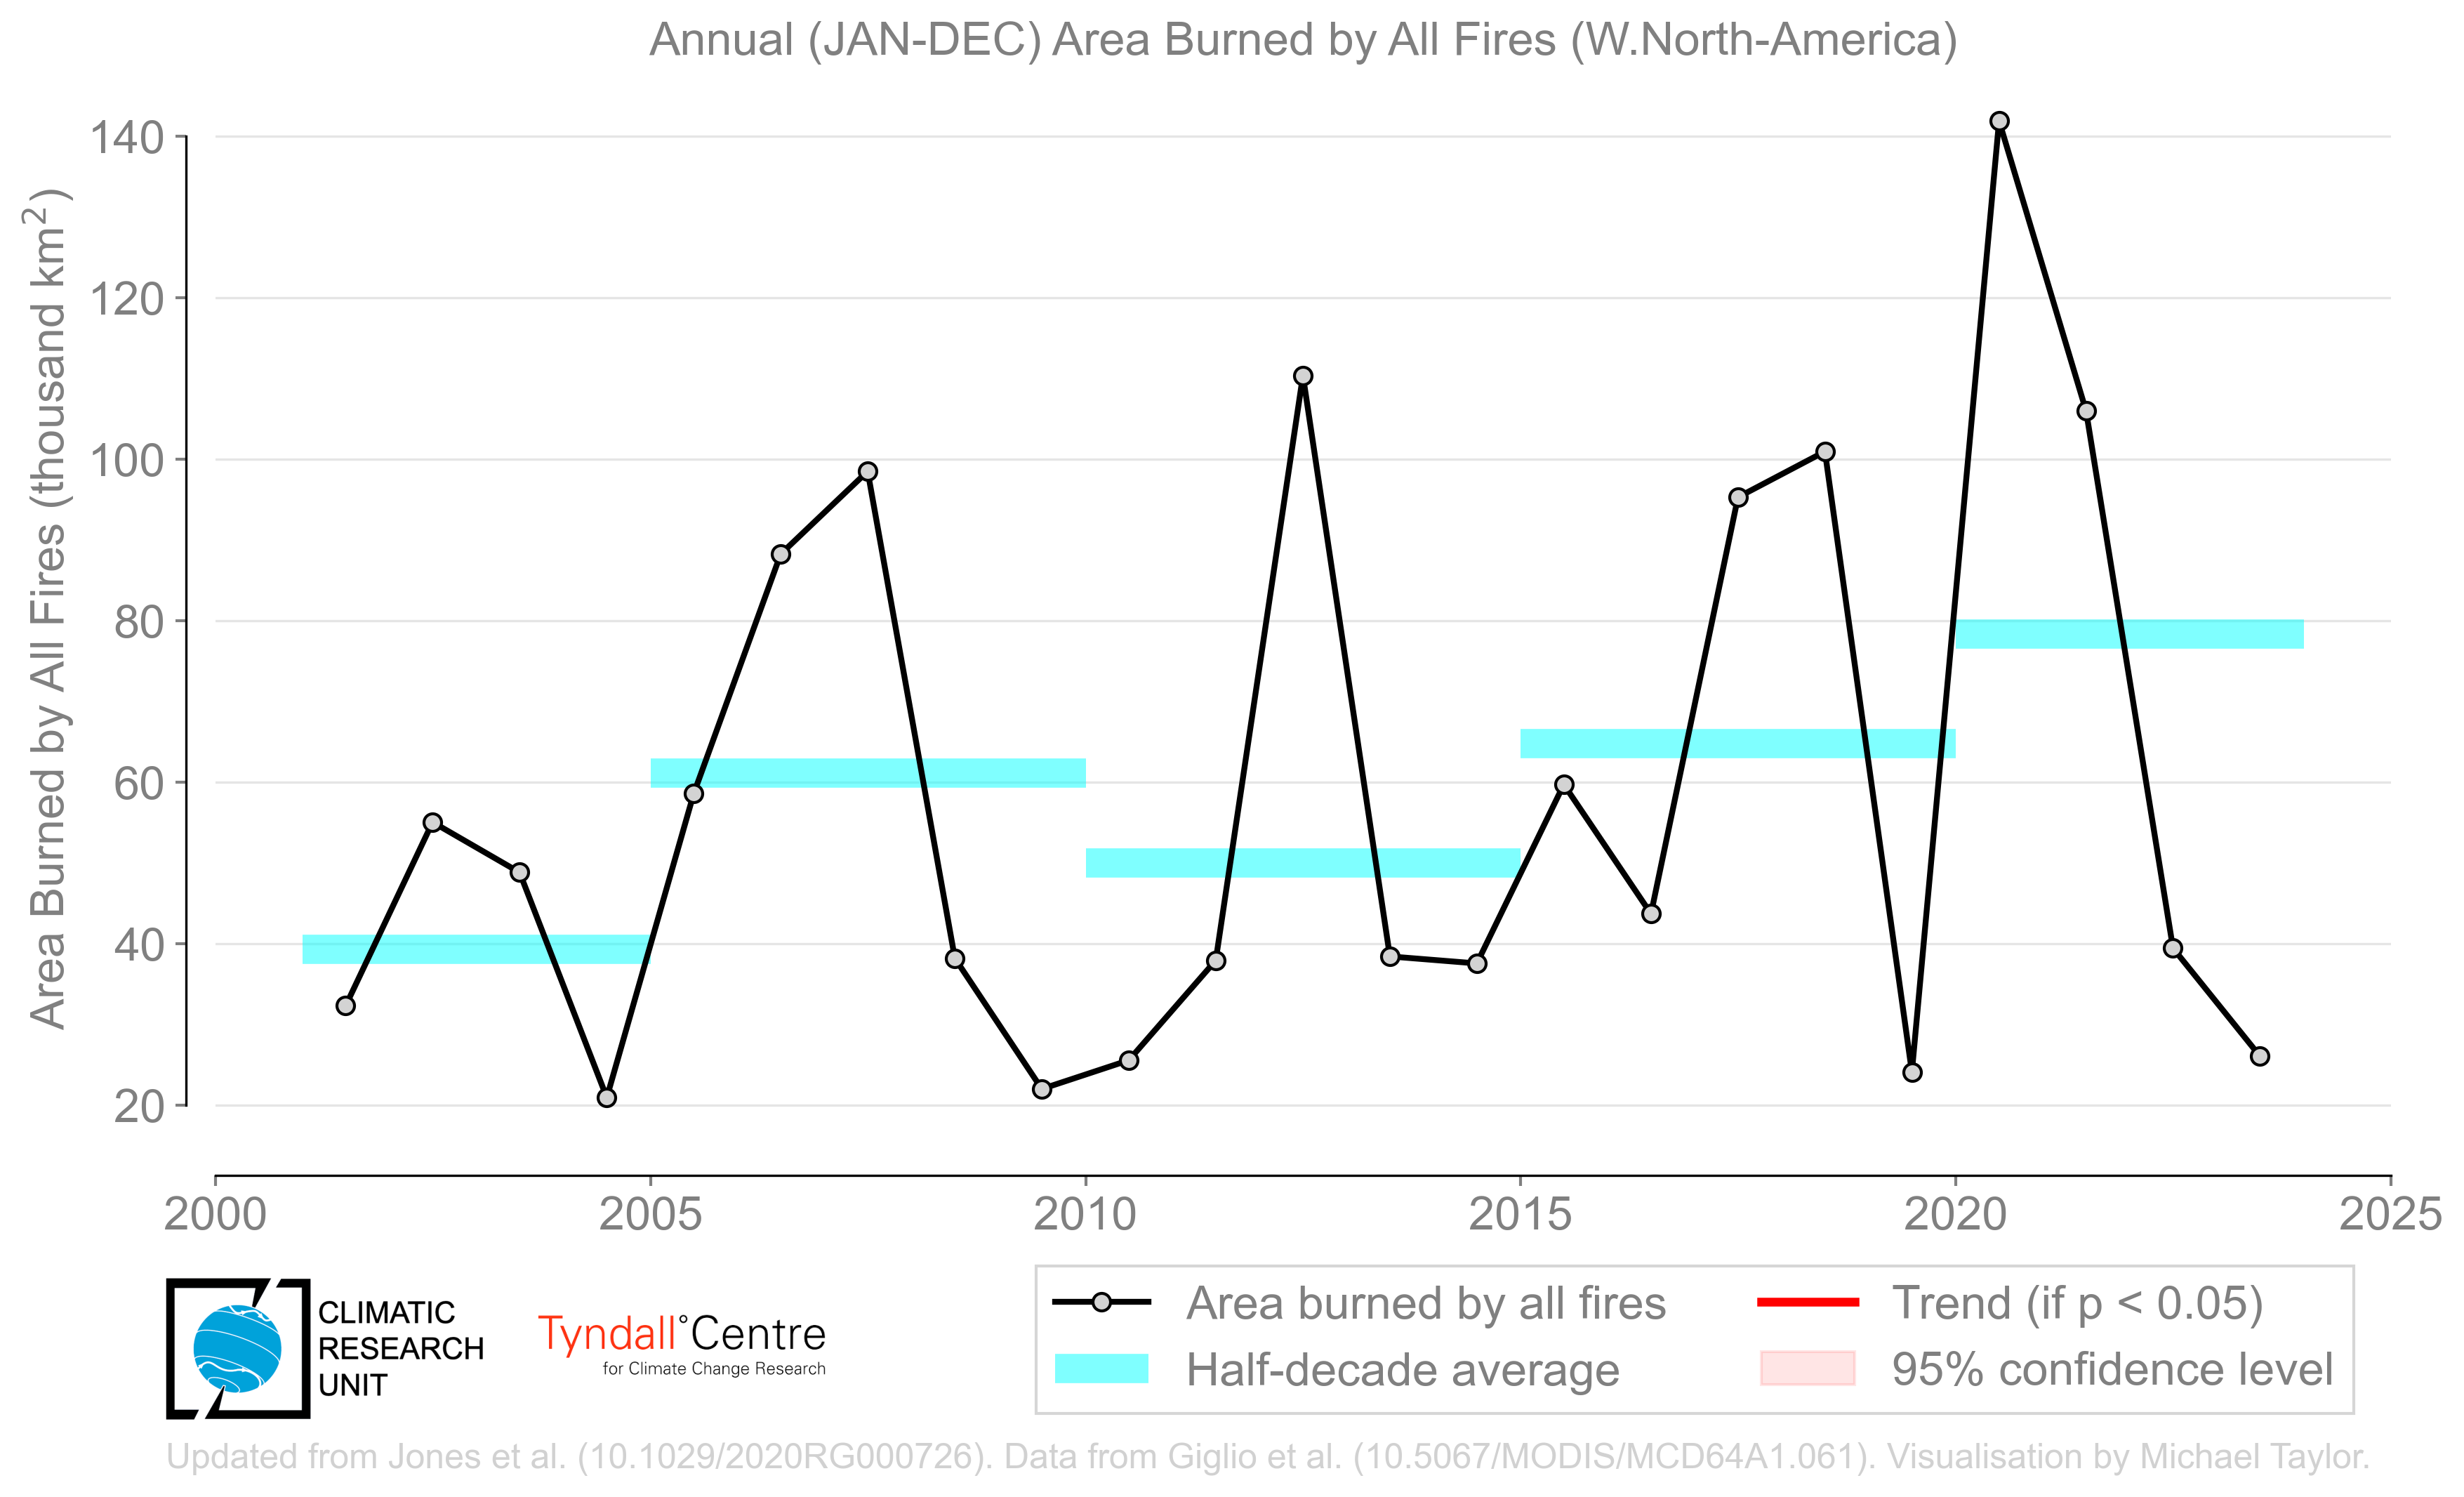 Annual (JAN-DEC) Area Burned by All Fires (W.North-America)
Area Burned by All Fires (thousand km²)
140
120
100
80
60
40
20
2000 2005 2010 2015 2020 2025
CLIMATIC
RESEARCH
UNIT
Tyndall°Centre
for Climate Change Research
Area burned by all fires
Half-decade average
Trend (if p < 0.05)
95% confidence level
Updated from Jones et al. (10.1029/2020RG000726). Data from Giglio et al. (10.5067/MODIS/MCD64A1.061). Visualisation by Michael Taylor.